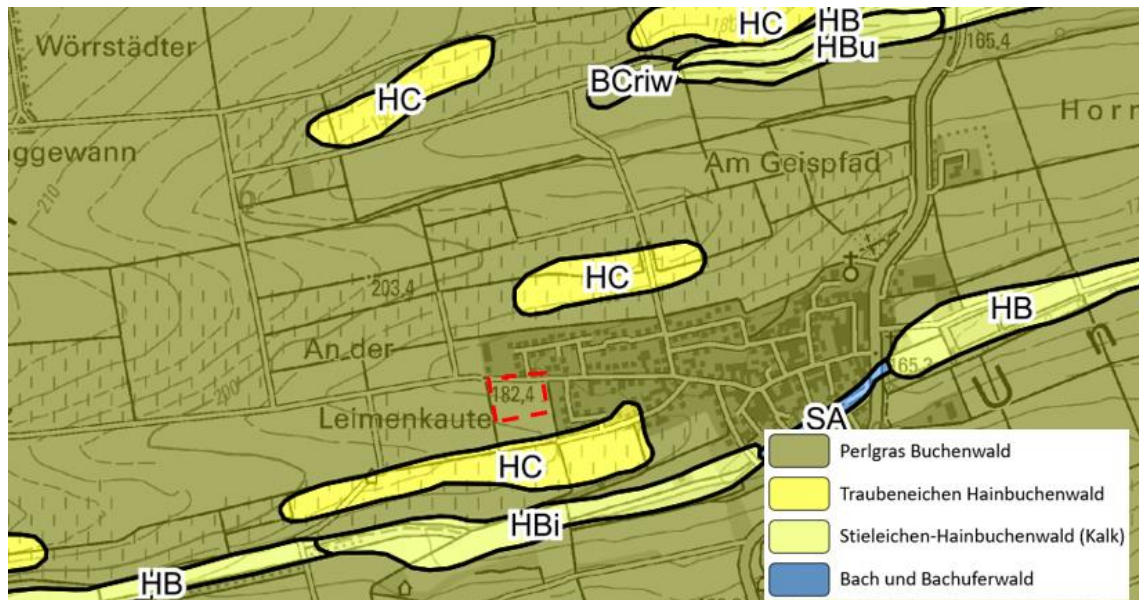 HC
HB
HBu
165,4
Wörrstädter
BCriw
HC
Horn
ggewann
Am Geispfad
210
HC
203,4
HB
An der
165,2
200
182,4
Leimenkaute
U
n
SA
HC
HBi
HB
Perlgras Buchenwald
Traubeneichen Hainbuchenwald
Stieleichen-Hainbuchenwald (Kalk)
Bach und Bachuferwald